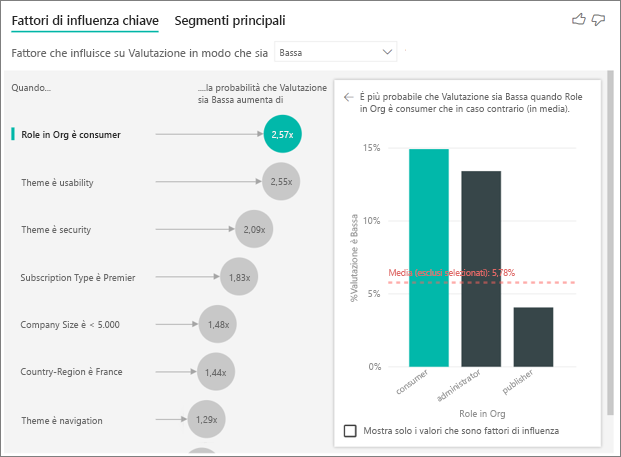 Fattori di influenza chiave Segmenti principali
Fattore che influisce su Valutazione in modo che sia Bassa
Quando...
....la probabilità che Valutazione
sia Bassa aumenta di
Role in Org è consumer 2,57x
Theme è usability 2,55x
Theme è security 2,09x
Subscription Type è Premier 1,83x
Company Size è < 5.000 1,48x
Country-Region è France 1,44x
Theme è navigation 1,29x
È più probabile che Valutazione sia Bassa quando Role
in Org è consumer che in caso contrario (in media).
%Valutazione è Bassa
15%
10%
Media (esclusi selezionati): 5,78%
5%
0%
consumer
administrator
publisher
Role in Org
Mostra solo i valori che sono fattori di influenza